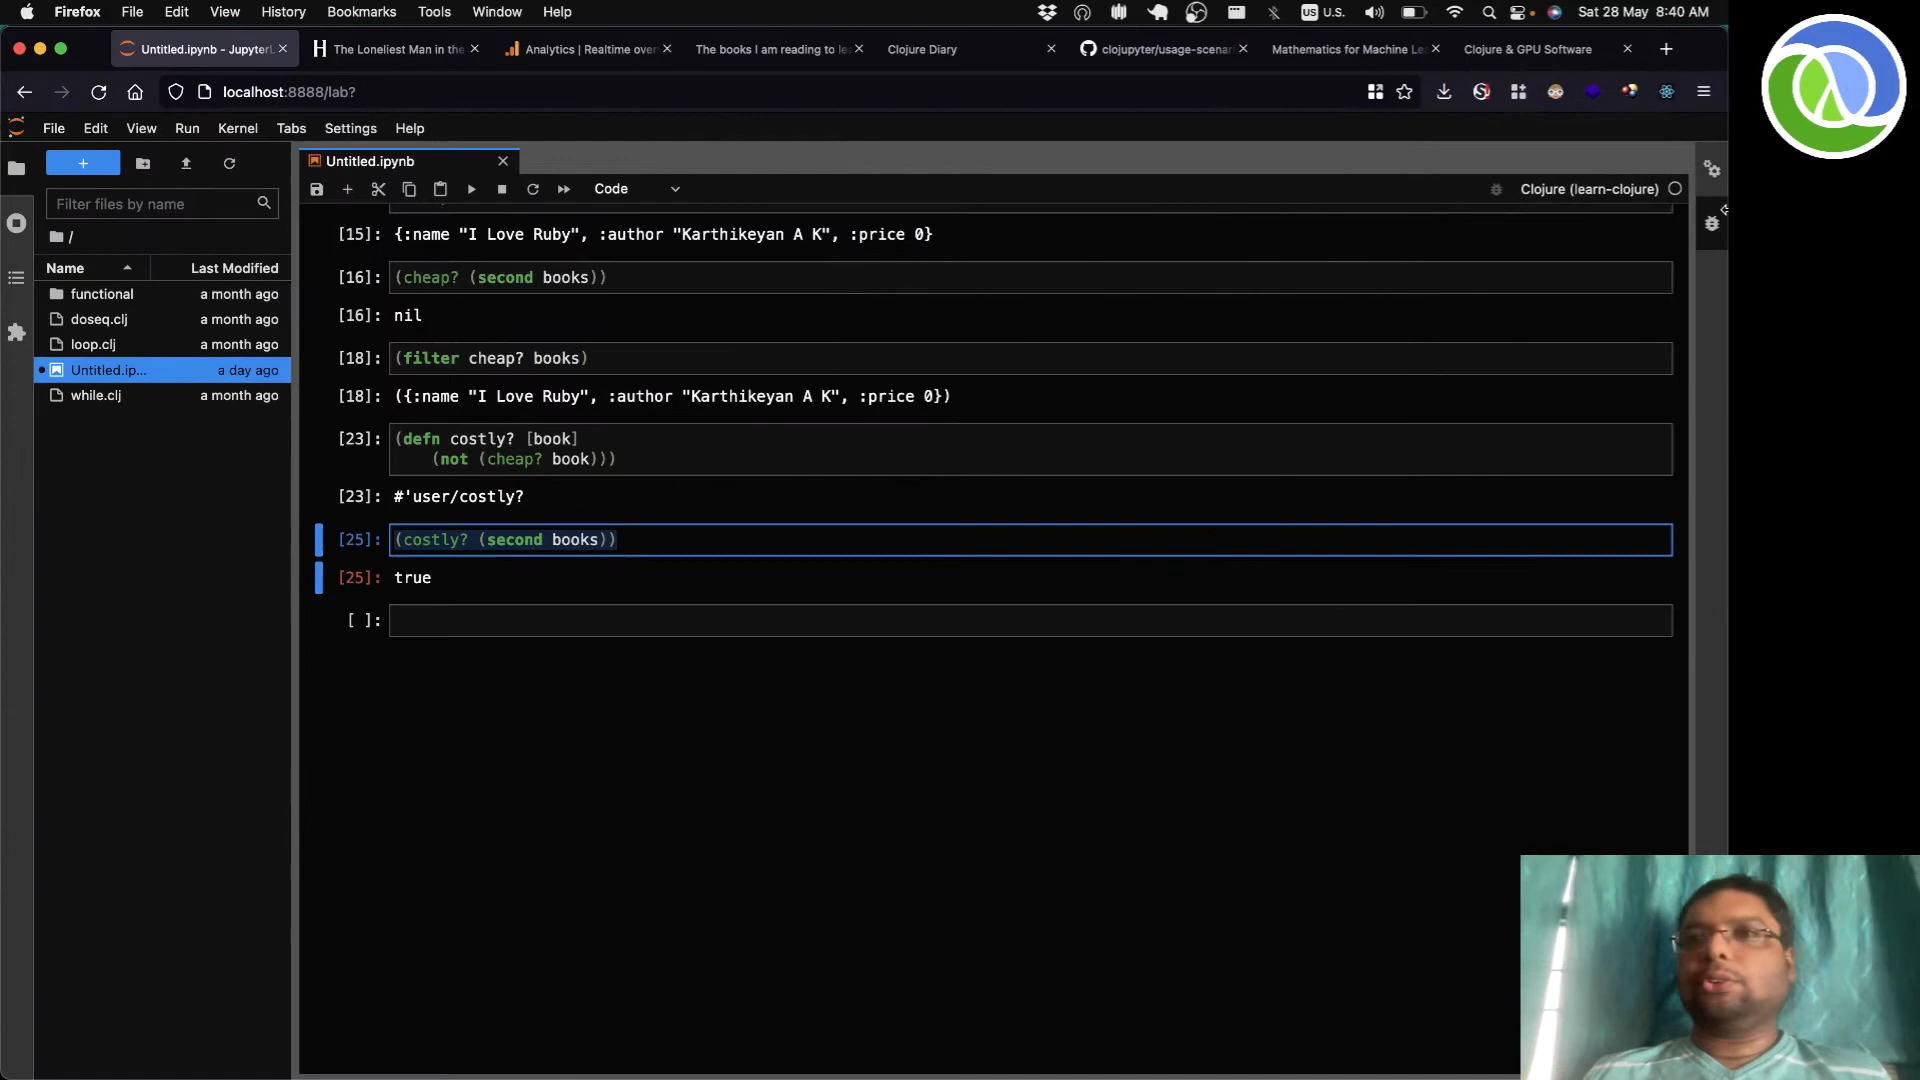 Firefox File Edit View History Bookmarks Tools Window Help
U.S. Sat 28 May 8:40 AM
Untitled.ipynb - JupyterL
The Loneliest Man in the
Analytics | Realtime over
The books I am reading to le
Clojure Diary
clojupyter/usage-scenari
Mathematics for Machine Le
Clojure & GPU Software
localhost:8888/lab?
File Edit View Run Kernel Tabs Settings Help
Untitled.ipynb
Code
Clojure (learn-clojure)
Filter files by name
/
Name Last Modified
functional a month ago
doseq.clj a month ago
loop.clj a month ago
Untitled.ip... a day ago
while.clj a month ago
[15]: {:name "I Love Ruby", :author "Karthikeyan A K", :price 0}
[16]: (cheap? (second books))
[16]: nil
[18]: (filter cheap? books)
[18]: ({:name "I Love Ruby", :author "Karthikeyan A K", :price 0})
[23]: (defn costly? [book]
(not (cheap? book)))
[23]: #'user/costly?
[25]: (costly? (second books))
[25]: true
[ ]: